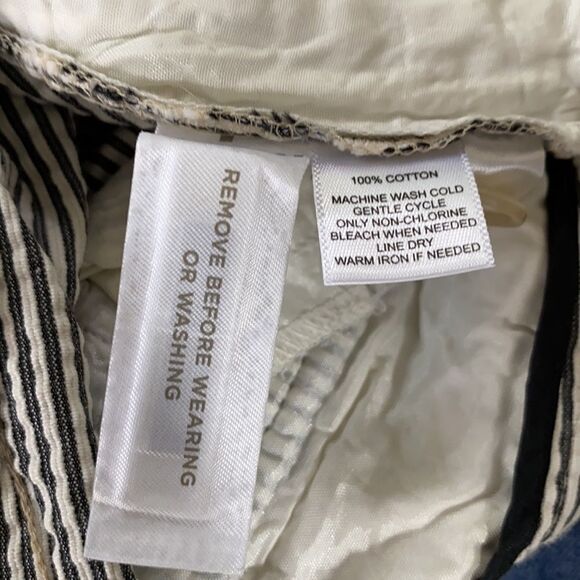 REMOVE BEFORE WEARING
OR WASHING
100% COTTON
MACHINE WASH COLD
GENTLE CYCLE
ONLY NON-CHLORINE
BLEACH WHEN NEEDED
LINE DRY
WARM IRON IF NEEDED